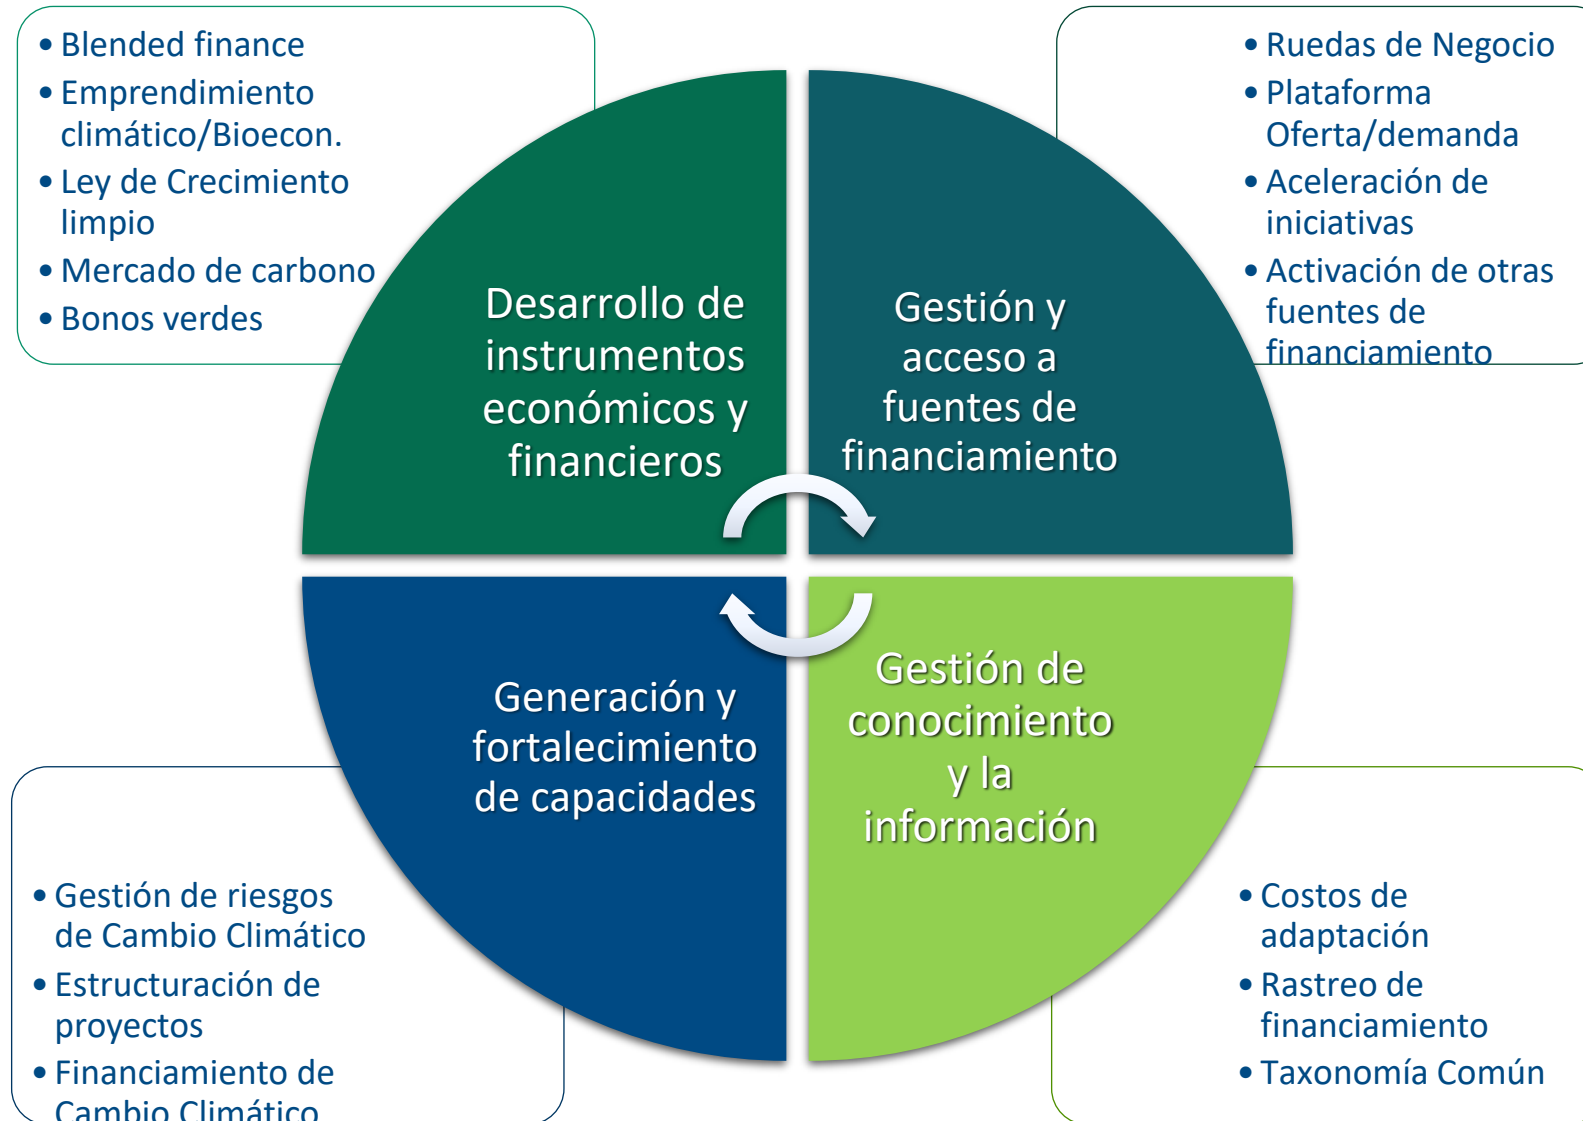 • Blended finance
• Emprendimiento
climático/Bioecon.
• Ley de Crecimiento
limpio
• Mercado de carbono
• Bonos verdes
• Ruedas de Negocio
• Plataforma
Oferta/demanda
• Aceleración de
iniciativas
• Activación de otras
fuentes de
financiamiento
Desarrollo de
instrumentos
económicos y
financieros
Gestión y
acceso a
fuentes de
financiamiento
Generación y
fortalecimiento
de capacidades
Gestión de
conocimiento
y la
información
• Gestión de riesgos
de Cambio Climático
• Estructuración de
proyectos
• Financiamiento de
Cambio Climático
• Costos de
adaptación
• Rastreo de
financiamiento
• Taxonomía Común